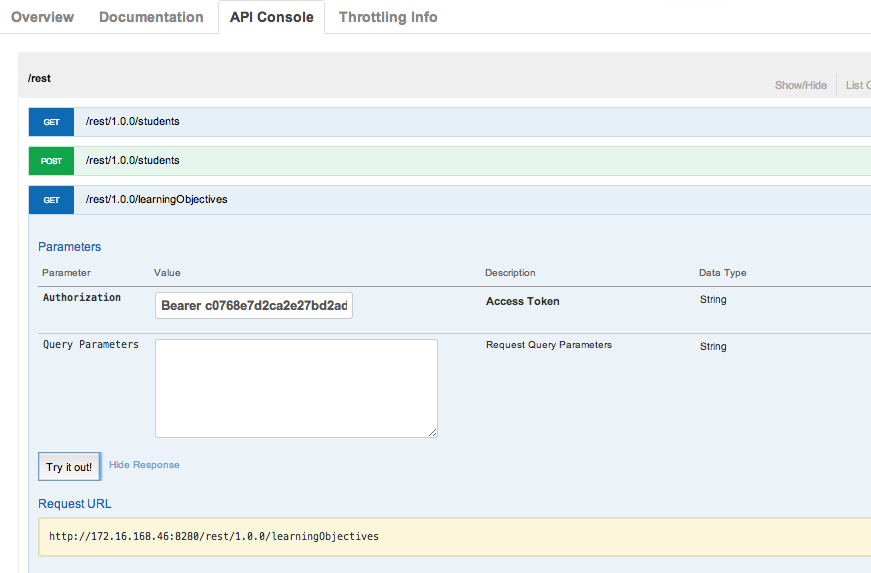 Overview Documentation API Console Throttling Info
/rest
Show/Hide List
GET /rest/1.0.0/students
POST /rest/1.0.0/students
GET /rest/1.0.0/learningObjectives
Parameters
Parameter Value Description Data Type
Authorization Bearer c0768e7d2ca2e27bd2ad Access Token String
Query Parameters Request Query Parameters String
Try it out! Hide Response
Request URL
http://172.16.168.46:8280/rest/1.0.0/learningObjectives